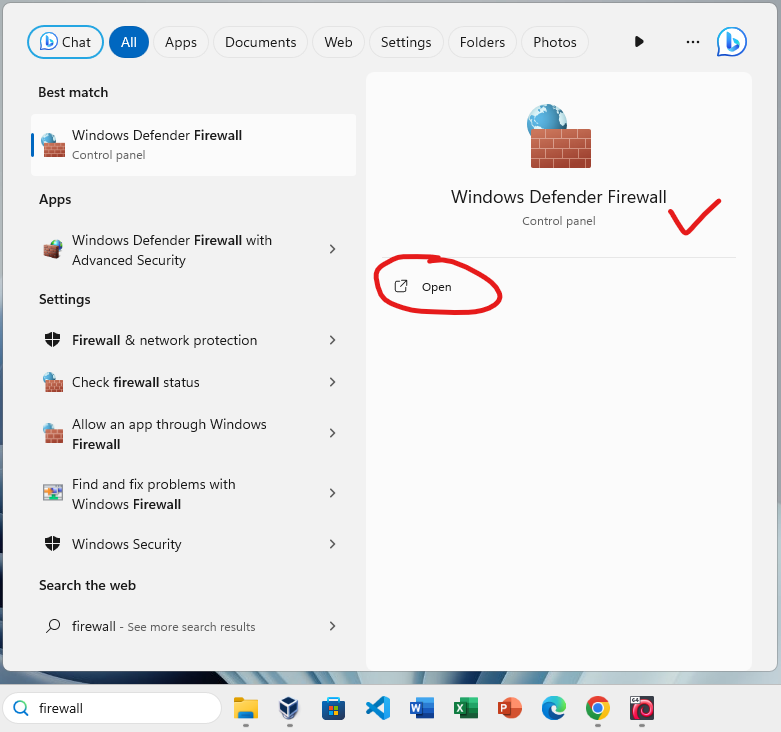 Chat All Apps Documents Web Settings Folders Photos
Best match
Windows Defender Firewall
Control panel
Apps
Windows Defender Firewall with
Advanced Security
Settings
Firewall & network protection
Check firewall status
Allow an app through Windows
Firewall
Find and fix problems with
Windows Firewall
Windows Security
Search the web
firewall - See more search results
Windows Defender Firewall
Control panel
Open
firewall
W
X
P
64